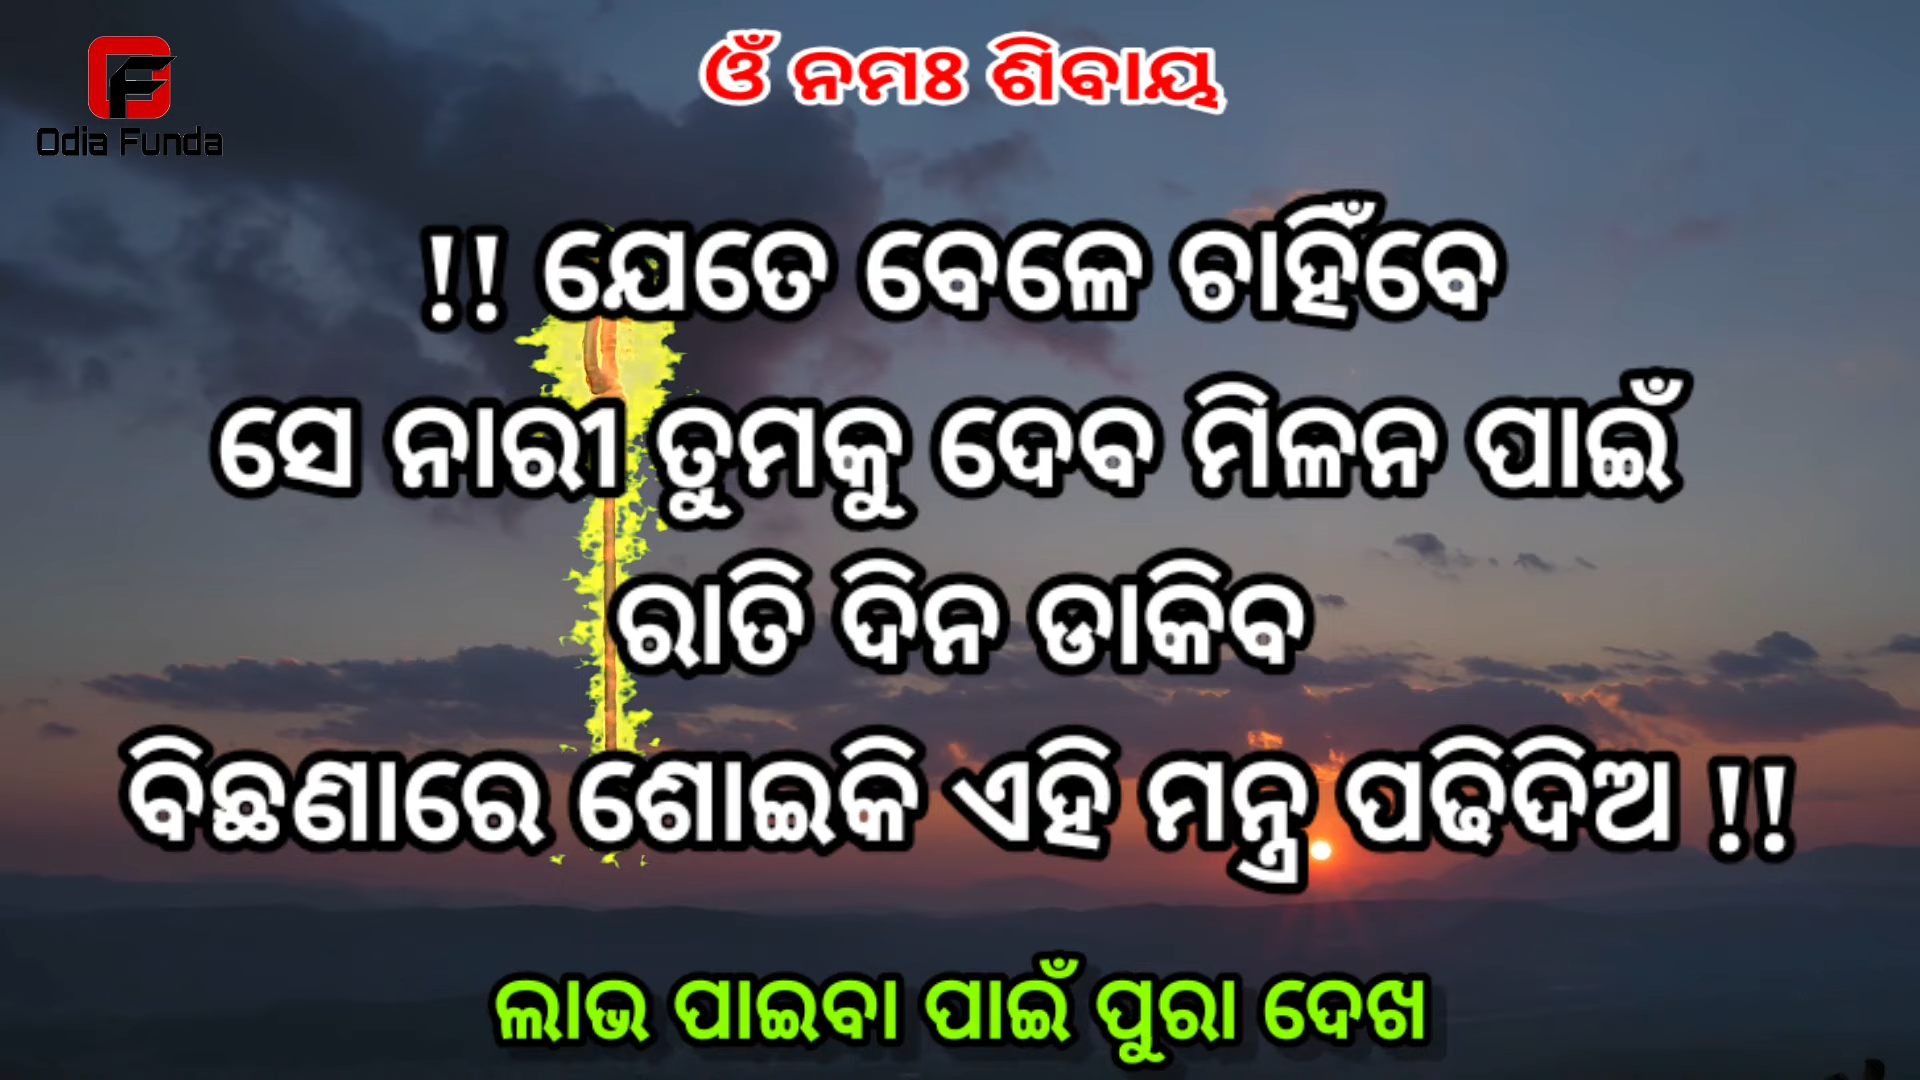 ଓଁ ନମଃ ଶିବାୟ
Odia Funda
!! ଯେତେ ବେଳେ ଚାହିଁବେ
ସେ ନାରୀ ତୁମକୁ ଦେବ ମିଳନ ପାଇଁ
ରାତି ଦିନ ଡାକିବ
ବିଛଣାରେ ଶୋଇକି ଏହି ମନ୍ତ୍ର ପଢିଦିଅ !!
ଲାଭ ପାଇବା ପାଇଁ ପୁରା ଦେଖ